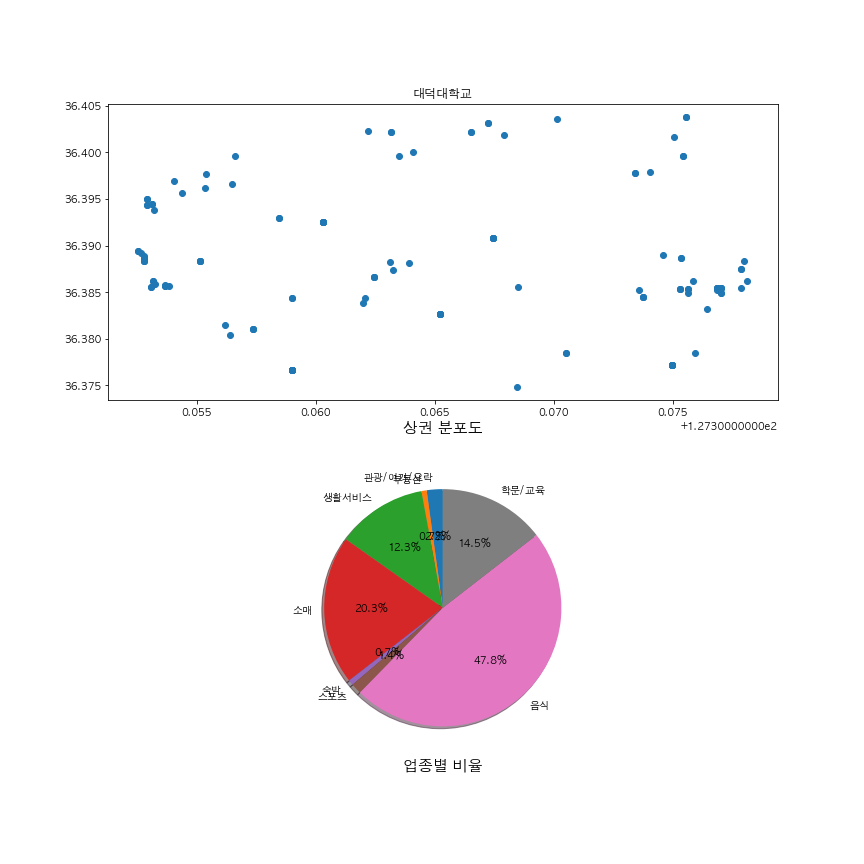 대덕대학교
36.405
36.400
36.395
36.390
36.385
36.380
36.375
0.055 0.060 0.065 0.070 0.075
+1.2730000000e2
상권 분포도
관광/여가/오락
부동산
학문/교육
생활서비스
14.5%
12.3%
20.3%
소매
0.7%
1.4%
47.8%
숙박
스포츠
음식
업종별 비율